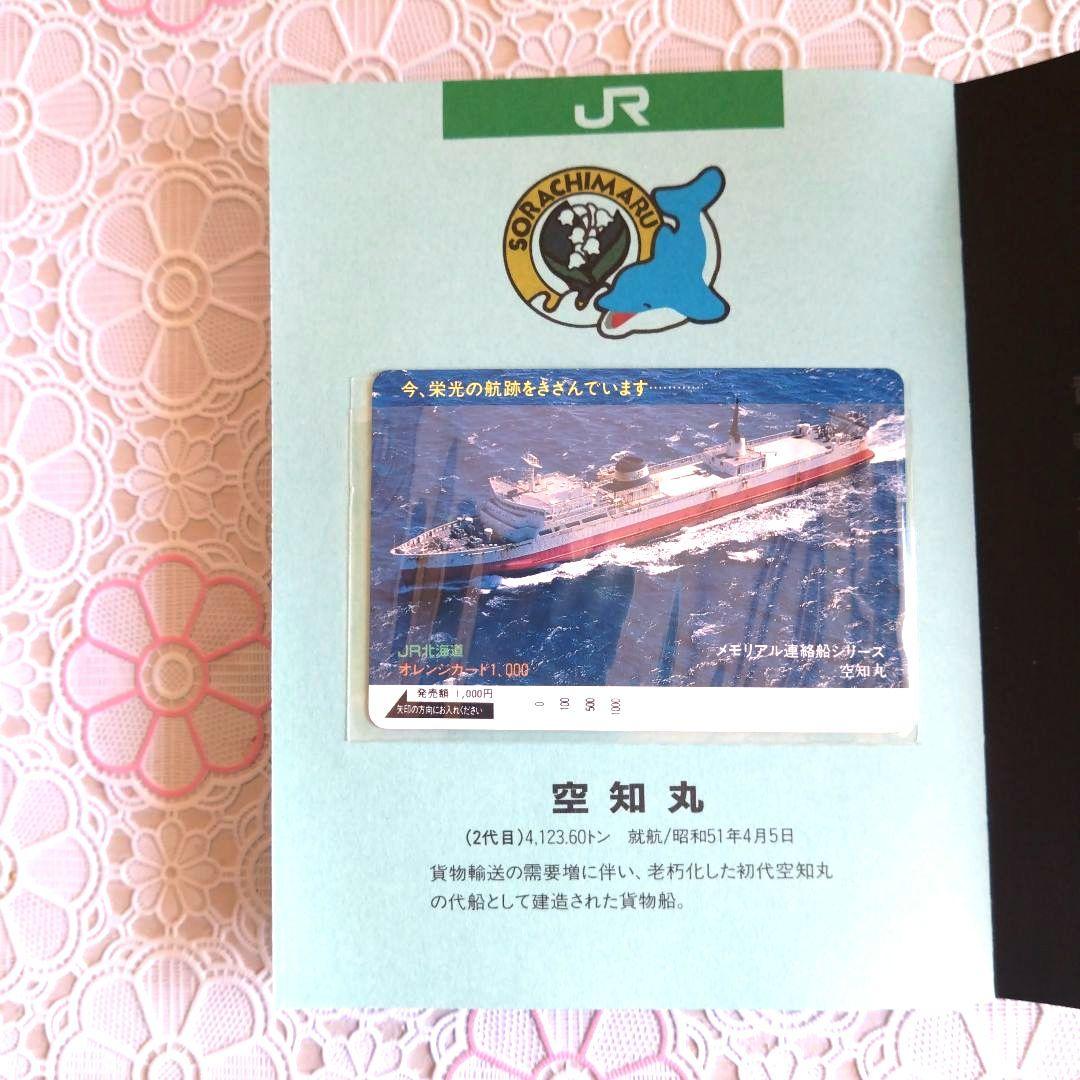 JR
SORACHIMARU
今、栄光の航跡をきざんでいます…………
JR北海道
オレンジカード1,000
メモリアル連絡船シリーズ
空知丸
発売額 1,000円
矢印の方向にお入れください
0 100 500 1000
空知丸
(2代目)4,123.60トン 就航/昭和51年4月5日
貨物輸送の需要増に伴い、老朽化した初代空知丸
の代船として建造された貨物船。